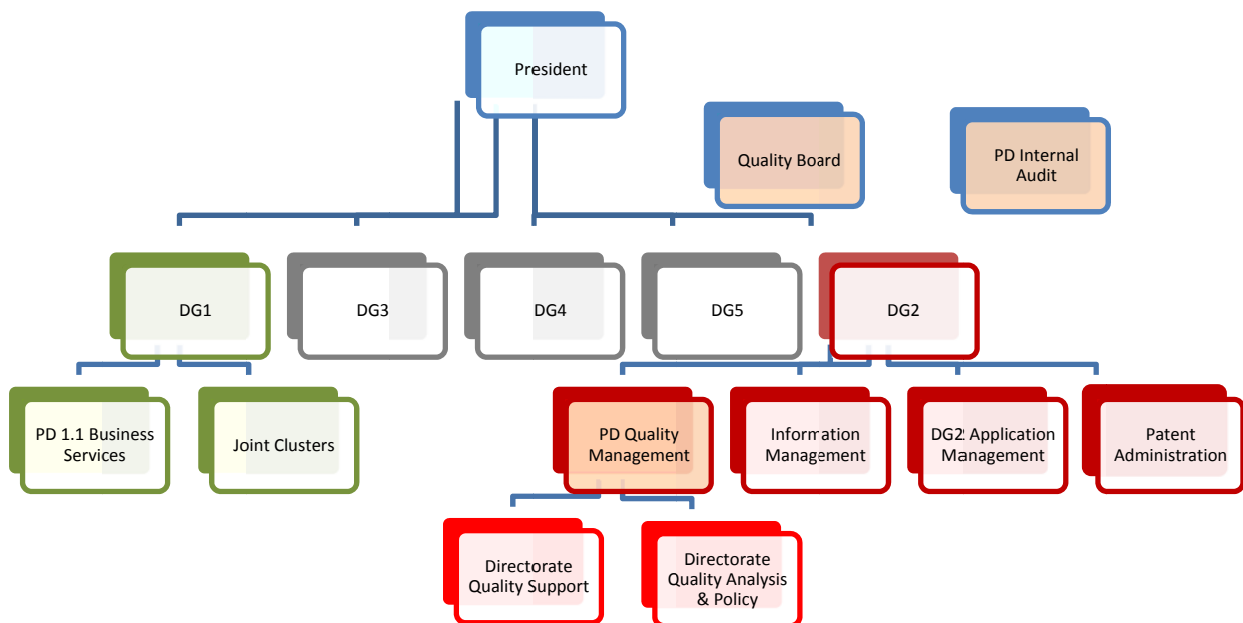 President
Quality Board
PD Internal
Audit
DG1
DG3
DG4
DG5
DG2
PD 1.1 Business
Services
Joint Clusters
PD Quality
Management
Information
Management
DG2: Application
Management
Patent
Administration
Directorate
Quality Support
Directorate
Quality Analysis
& Policy